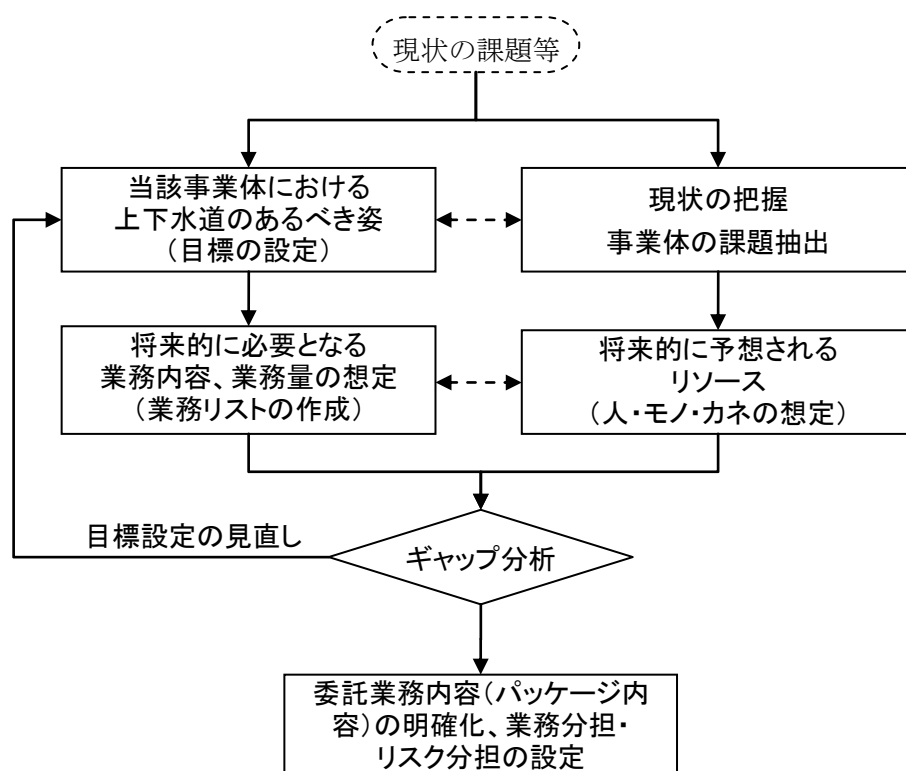 現状の課題等
当該事業体における
上下水道のあるべき姿
(目標の設定)
現状の把握
事業体の課題抽出
将来的に必要となる
業務内容、業務量の想定
(業務リストの作成)
将来的に予想される
リソース
(人・モノ・カネの想定)
目標設定の見直し
ギャップ分析
委託業務内容(パッケージ内
容)の明確化、業務分担・
リスク分担の設定